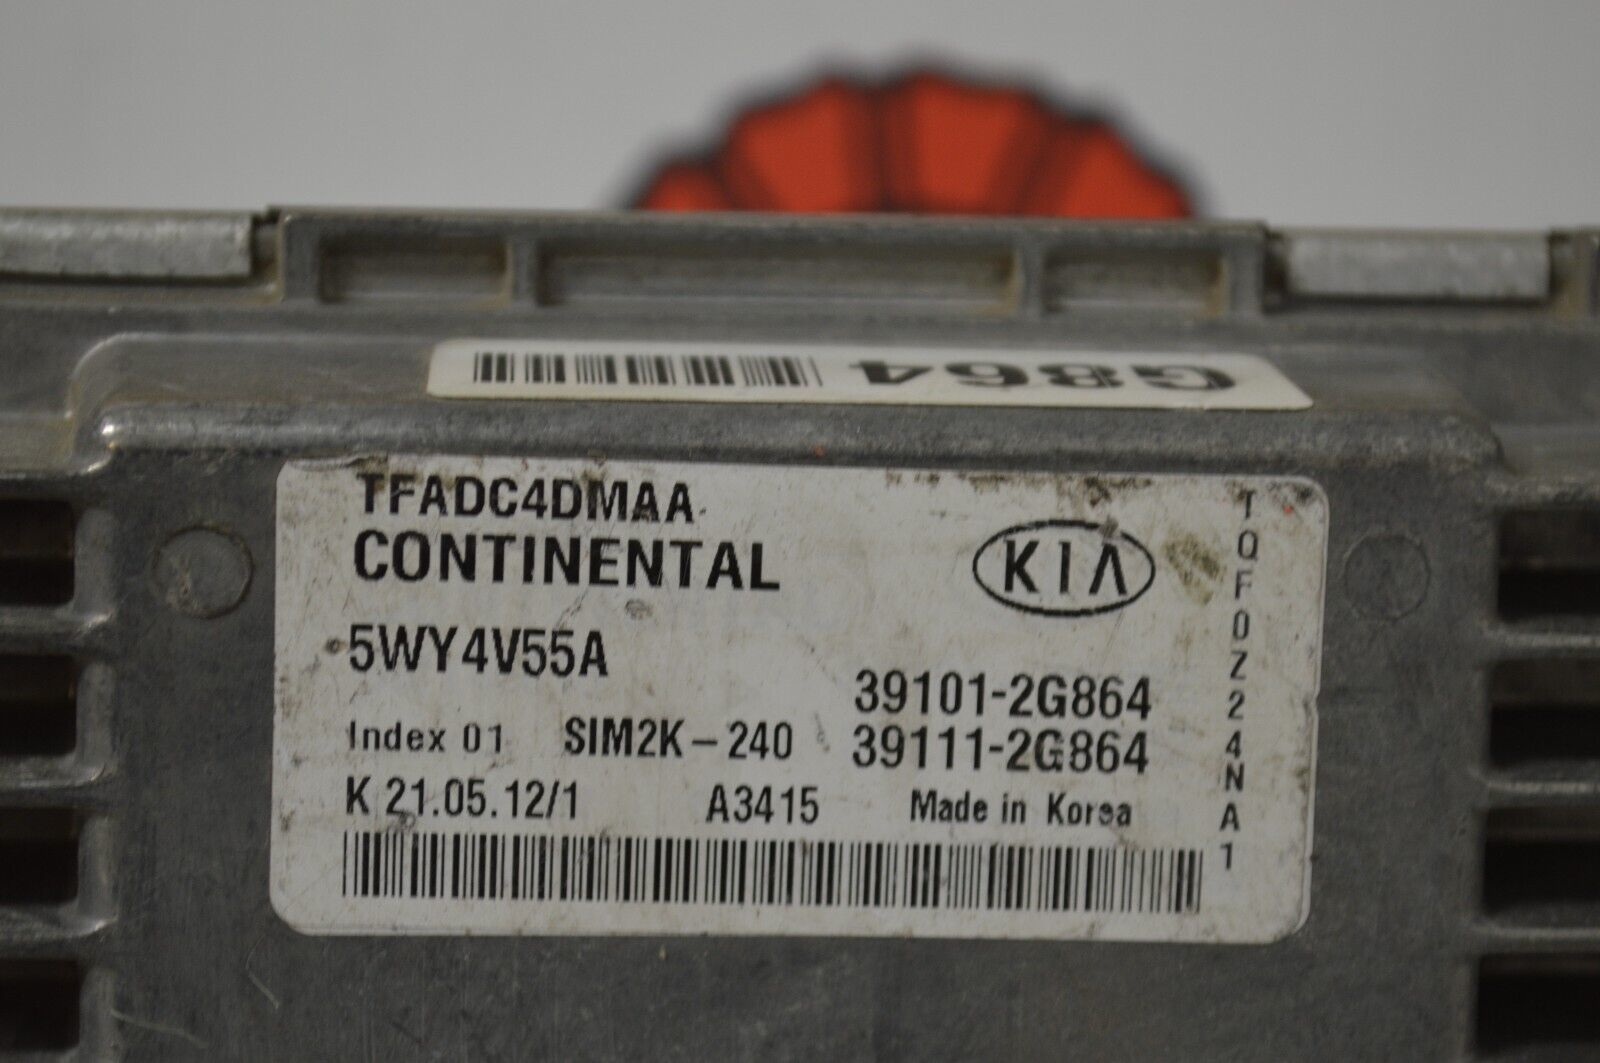 G864
TFADC4DMAA
CONTINENTAL
KIA
5WY4V55A
39101-2G864
Index 01 SIM2K-240 39111-2G864
K 21.05.12/1 A3415 Made in Korea
TQF0Z24NA1